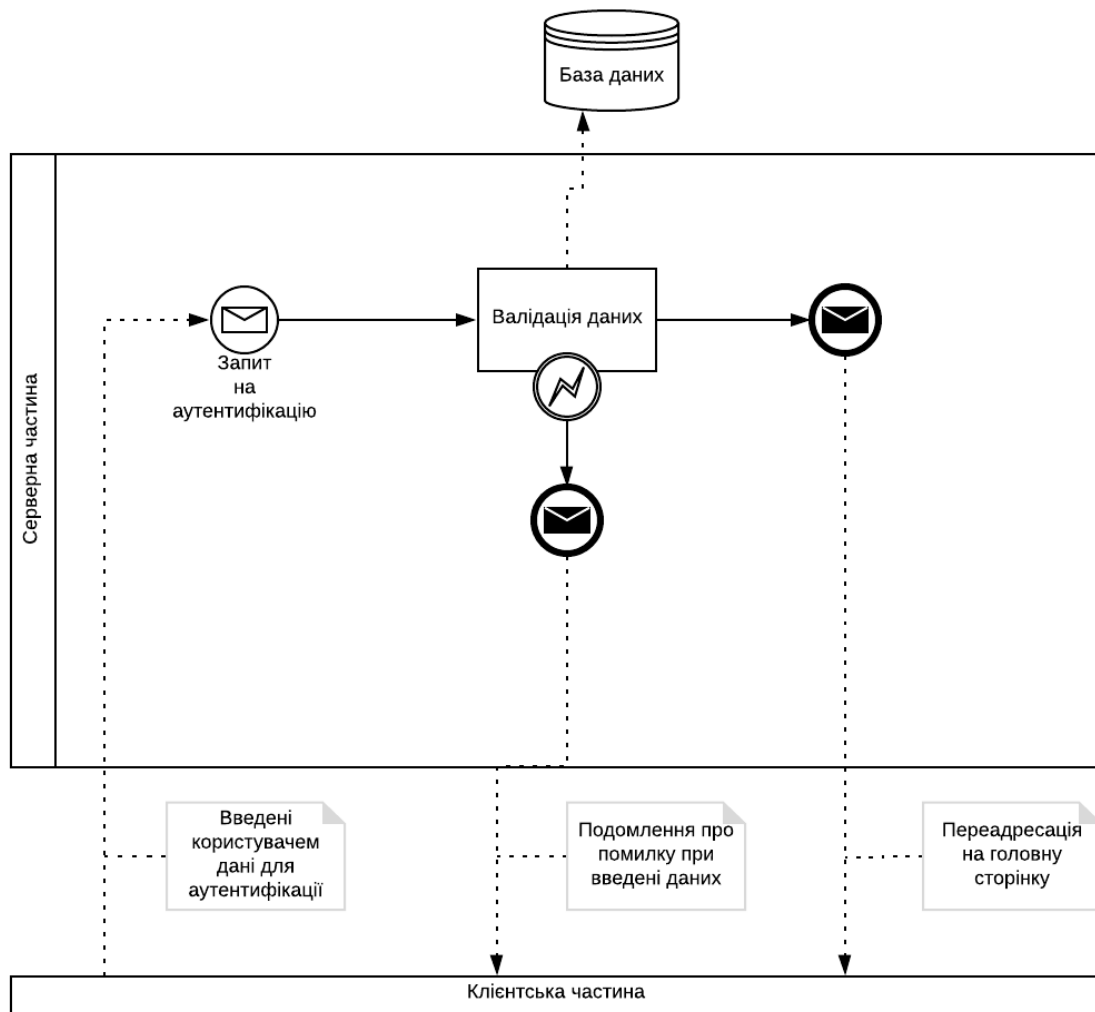 База даних
Серверна частина
Валідація даних
Запит
на
аутентифікацію
Введені
користувачем
дані для
аутентифікації
Подомлення про
помилку при
введені даних
Переадресація
на головну
сторінку
Клієнтська частина